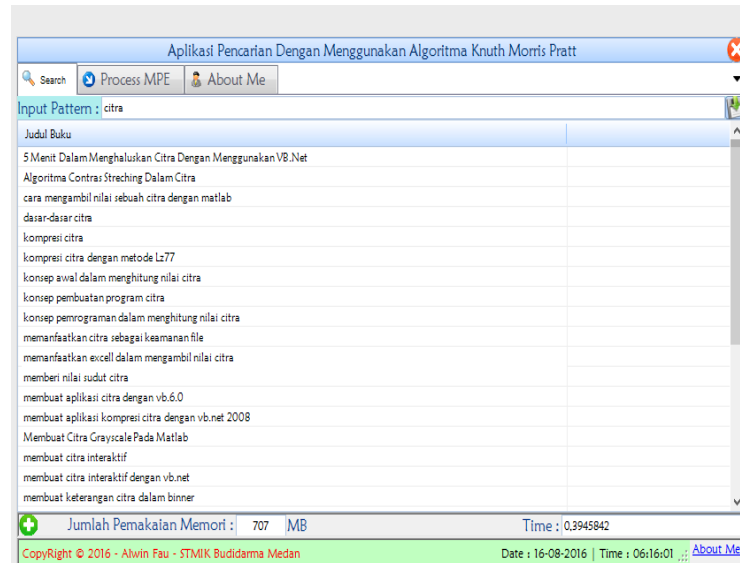 Aplikasi Pencarian Dengan Menggunakan Algoritma Knuth Morris Pratt
Search Process MPE About Me
Input Pattern : citra
Judul Buku
5 Menit Dalam Menghaluskan Citra Dengan Menggunakan VB.Net
Algoritma Contras Streching Dalam Citra
cara mengambil nilai sebuah citra dengan matlab
dasar-dasar citra
kompresi citra
kompresi citra dengan metode Lz77
konsep awal dalam menghitung nilai citra
konsep pembuatan program citra
konsep pemrograman dalam menghitung nilai citra
memanfaatkan citra sebagai keamanan file
memanfaatkan excell dalam mengambil nilai citra
memberi nilai sudut citra
membuat aplikasi citra dengan vb.6.0
membuat aplikasi kompresi citra dengan vb.net 2008
Membuat Citra Grayscale Pada Matlab
membuat citra interaktif
membuat citra interaktif dengan vb.net
membuat keterangan citra dalam binner
Jumlah Pemakaian Memori : 707 MB Time : 0,3945842
CopyRight © 2016 - Alwin Fau - STMIK Budidarma Medan Date : 16-08-2016 | Time : 06:16:01 .:: About Me